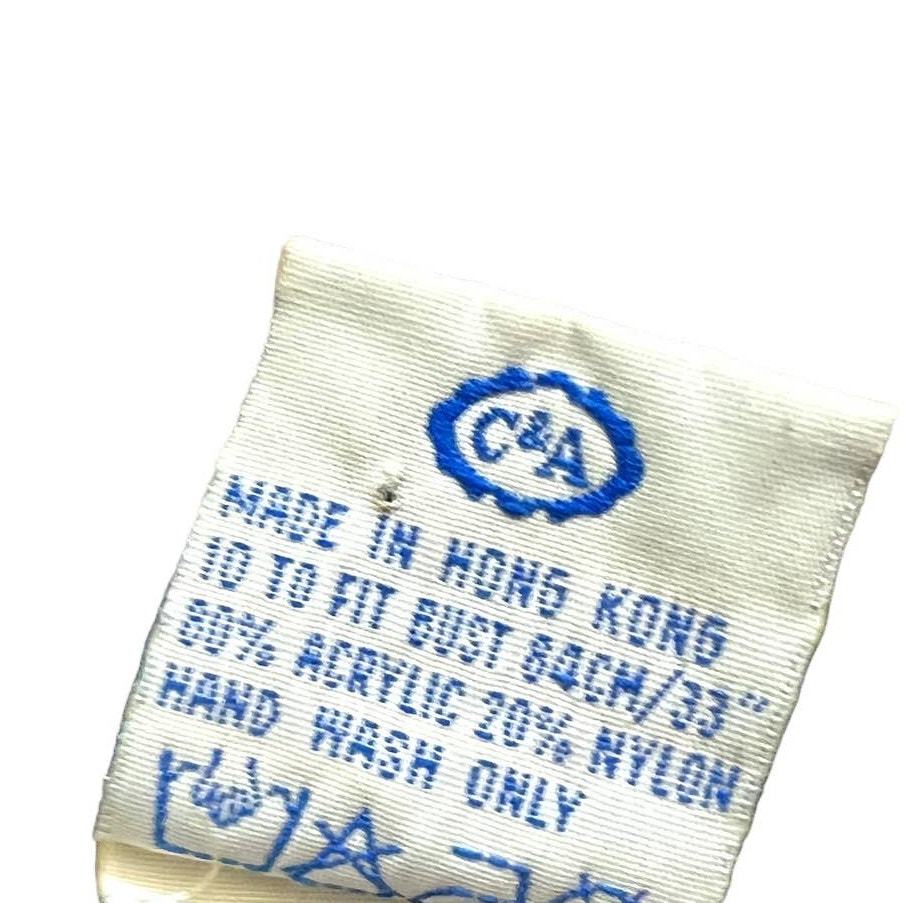 C&A
MADE IN HONG KONG
10 TO FIT BUST 84CM/33"
80% ACRYLIC 20% NYLON
HAND WASH ONLY